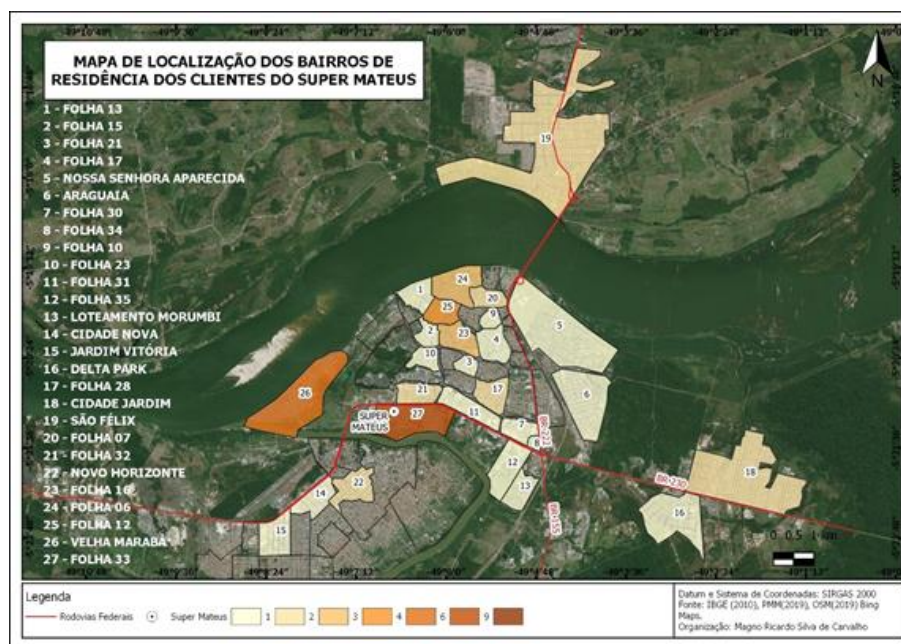 MAPA DE LOCALIZAÇÃO DOS BAIRROS DE
RESIDÊNCIA DOS CLIENTES DO SUPER MATEUS
N
1 - FOLHA 13
2 - FOLHA 15
3 - FOLHA 21
4 - FOLHA 17
5 - NOSSA SENHORA APARECIDA
6 - ARAGUAIA
7 - FOLHA 30
8 - FOLHA 34
9 - FOLHA 10
10 - FOLHA 23
11 - FOLHA 31
12 - FOLHA 35
13 - LOTEAMENTO MORUMBI
14 - CIDADE NOVA
15 - JARDIM VITÓRIA
16 - DELTA PARK
17 - FOLHA 28
18 - CIDADE JARDIM
19 - SÃO FÉLIX
20 - FOLHA 07
21 - FOLHA 32
22 - NOVO HORIZONTE
23 - FOLHA 16
24 - FOLHA 06
25 - FOLHA 12
26 - VELHA MARABÁ
27 - FOLHA 33
19
24
1
20
25
9
5
2
23
4
10
3
26
21
17
6
SUPER
MATEUS
27
11
7
8
BR-222
12
22
18
BR-230
14
13
16
15
BR-155
0 0.5 1 km
Legenda
Rodovias Federais
Super Mateus
1
2
3
4
6
9
Datum e Sistema de Coordenadas: SIRGAS 2000
Fonte: IBGE (2010), PMM(2019), OSM(2019) Bing
Maps.
Organização: Magno Ricardo Silva de Carvalho